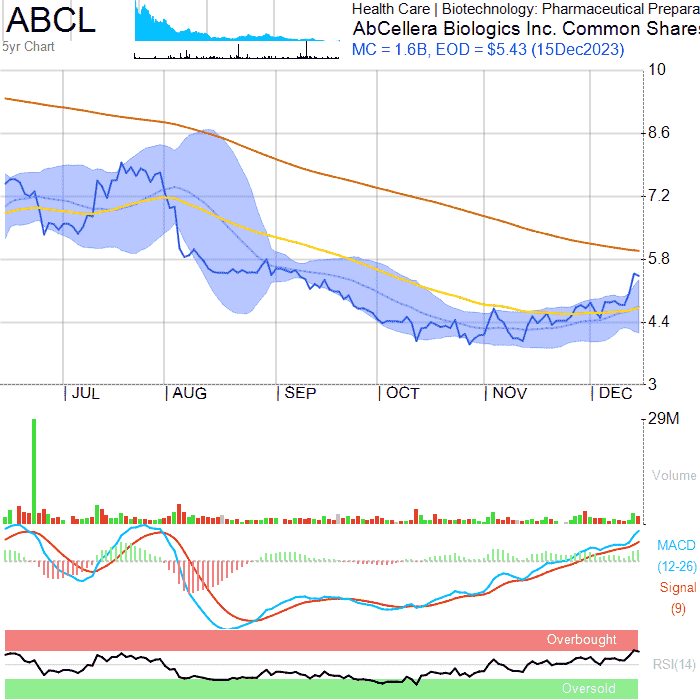 ABCL
5yr Chart
Health Care | Biotechnology: Pharmaceutical Prepara
AbCellera Biologics Inc. Common Shares
MC = 1.6B, EOD = $5.43 (15Dec2023)
10
8.6
7.2
5.8
4.4
3
JUL
AUG
SEP
OCT
NOV
DEC
29M
Volume
MACD
(12-26)
Signal
(9)
Overbought
RSI(14)
Oversold